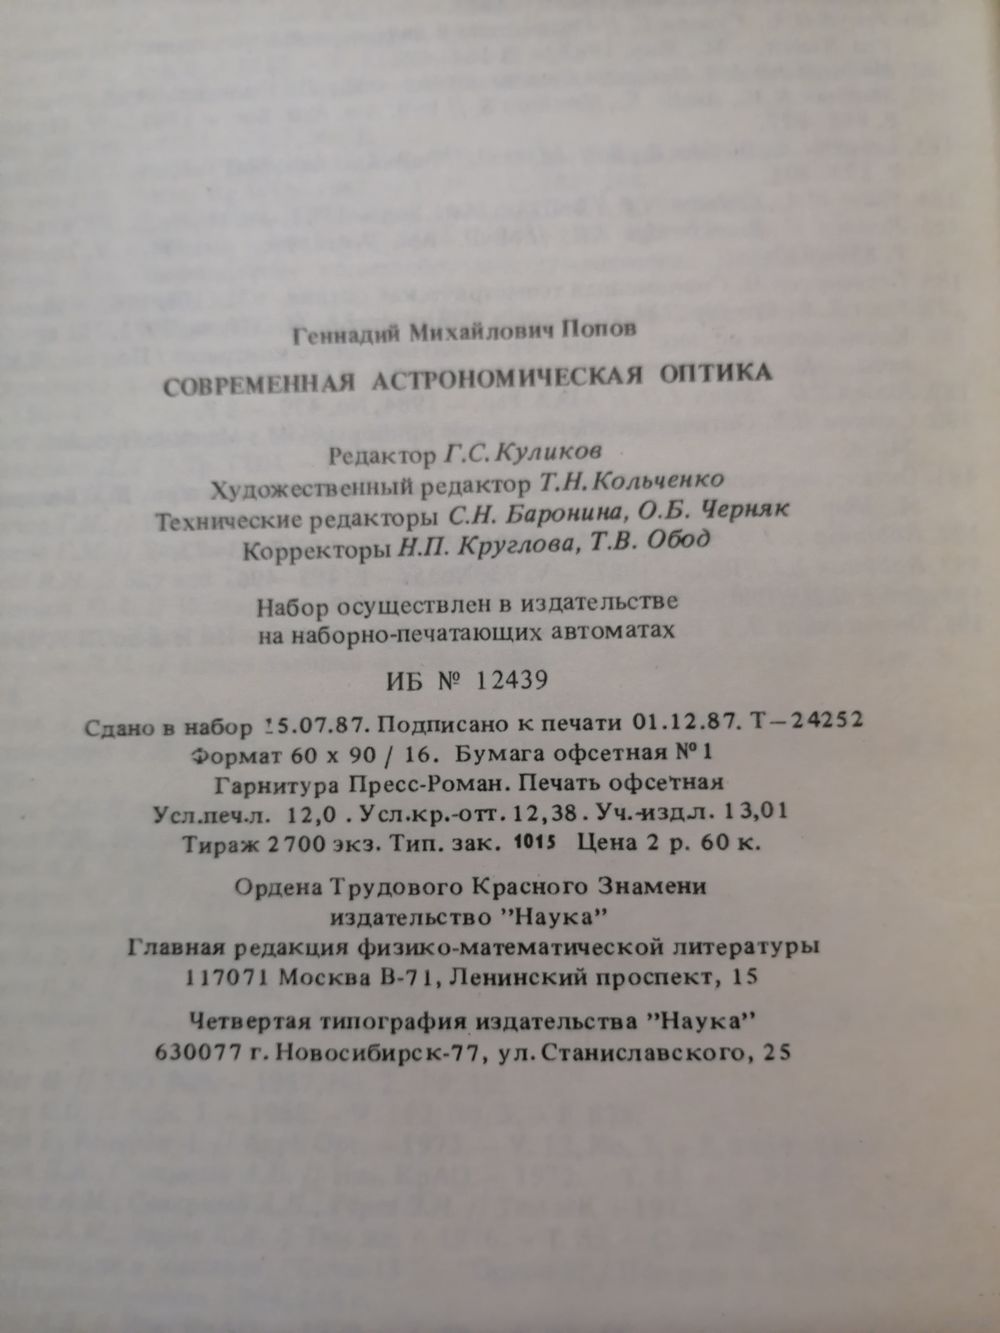 Геннадий Михайлович Попов
СОВРЕМЕННАЯ АСТРОНОМИЧЕСКАЯ ОПТИКА
Редактор Г.С. Куликов
Художественный редактор Т.Н. Кольченко
Технические редакторы С.Н. Баронина, О.Б. Черняк
Корректоры Н.П. Круглова, Т.В. Обод
Набор осуществлен в издательстве
на наборно-печатающих автоматах
ИБ № 12439
Сдано в набор 15.07.87. Подписано к печати 01.12.87. Т—24252
Формат 60 х 90 / 16. Бумага офсетная №1
Гарнитура Пресс-Роман. Печать офсетная
Усл.печ.л. 12,0 . Усл.кр.-отт. 12,38 . Уч.-изд.л. 13,01
Тираж 2700 экз. Тип. зак. 1015 Цена 2 р. 60 к.
Ордена Трудового Красного Знамени
издательство "Наука"
Главная редакция физико-математической литературы
117071 Москва В-71, Ленинский проспект, 15
Четвертая типография издательства "Наука"
630077 г. Новосибирск-77, ул. Станиславского, 25